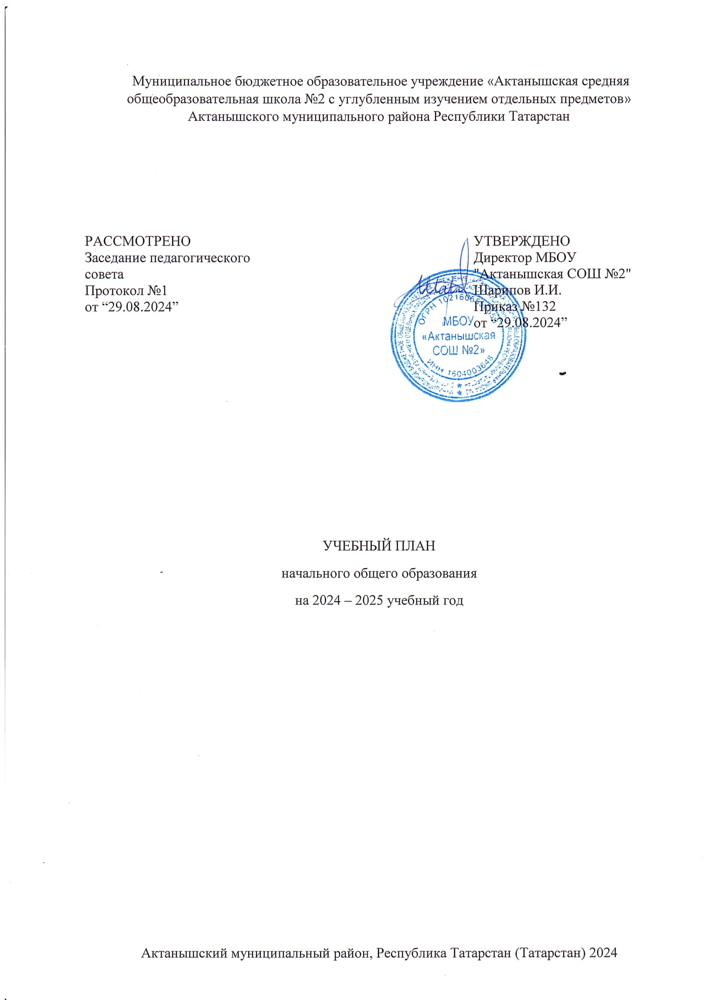 Муниципальное бюджетное образовательное учреждение «Актанышская средняя
общеобразовательная школа №2 с углубленным изучением отдельных предметов»
Актанышского муниципального района Республики Татарстан
РАССМОТРЕНО
Заседание педагогического
совета
Протокол №1
от “29.08.2024”
УТВЕРЖДЕНО
Директор МБОУ
"Актанышская СОШ №2"
Шарипов И.И.
Приказ №132
от “29.08.2024”
ОГРН
МБОУ
«Актанышская
СОШ №2»
ИНН 1604003648
УЧЕБНЫЙ ПЛАН
начального общего образования
на 2024 – 2025 учебный год
Актанышский муниципальный район, Республика Татарстан (Татарстан) 2024